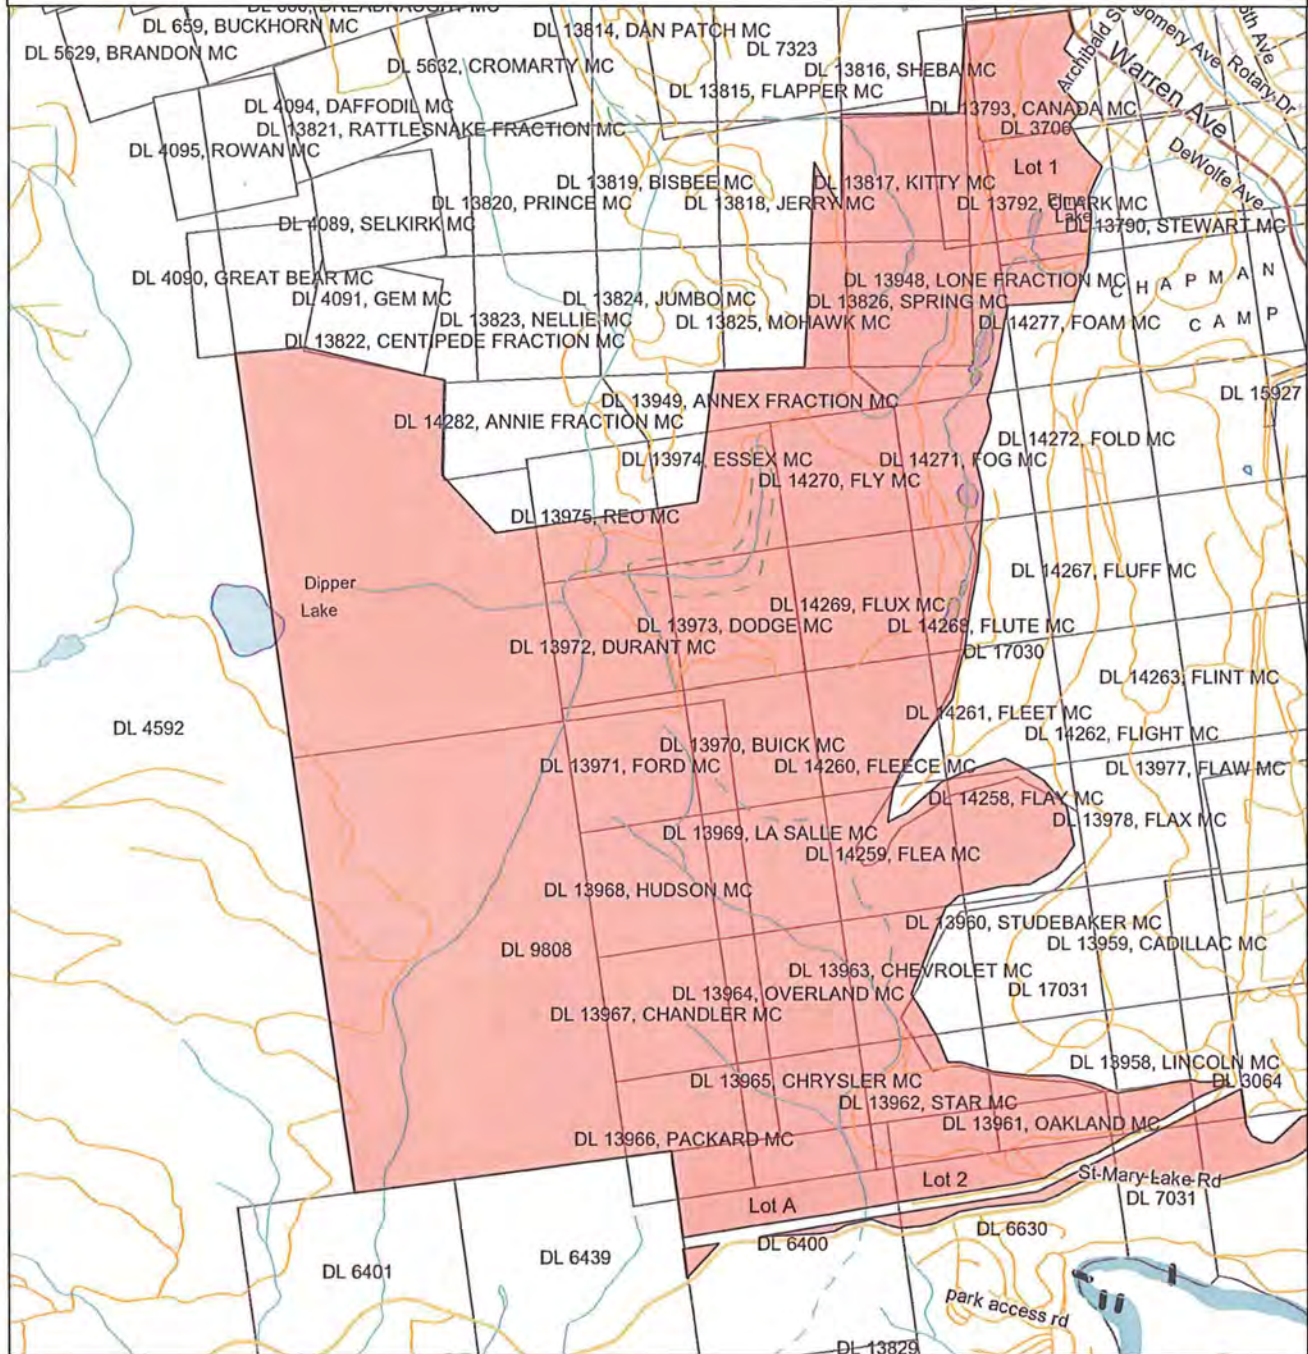 DL 659, BUCKHORN MC
DL 13814, DAN PATCH MC
DL 5629, BRANDON MC
DL 7323
DL 5632, CROMARTY MC
DL 13816, SHEBA MC
DL 13815, FLAPPER MC
Archibald
Warren Ave
Rotary Dr
DL 4094, DAFFODIL MC
DL 13793, CANADA MC
DL 13821, RATTLESNAKE FRACTION MC
DL 3706
DL 4095, ROWAN MC
DeWolfe Ave
Lot 1
DL 13819, BISBEE MC
DL 13817, KITTY MC
DL 13820, PRINCE MC
DL 13818, JERRY MC
DL 13792, CLARK MC
Lake
DL 4089, SELKIRK MC
DL 13790, STEWART MC
DL 4090, GREAT BEAR MC
DL 13948, LONE FRACTION MC
CHAPMAN
CAMP
DL 4091, GEM MC
DL 13824, JUMBO MC
DL 13826, SPRING MC
DL 13823, NELLIE MC
DL 13825, MOHAWK MC
DL 14277, FOAM MC
DL 13822, CENTIPEDE FRACTION MC
DL 15927
DL 13949, ANNEX FRACTION MC
DL 14282, ANNIE FRACTION MC
DL 14272, FOLD MC
DL 13974, ESSEX MC
DL 14271, FOG MC
DL 14270, FLY MC
DL 13975, REO MC
DL 14267, FLUFF MC
Dipper
Lake
DL 14269, FLUX MC
DL 13973, DODGE MC
DL 14268, FLUTE MC
DL 13972, DURANT MC
DL 17030
DL 14263, FLINT MC
DL 14261, FLEET MC
DL 4592
DL 14262, FLIGHT MC
DL 13970, BUICK MC
DL 13971, FORD MC
DL 14260, FLEECE MC
DL 13977, FLAW MC
DL 14258, FLAY MC
DL 13978, FLAX MC
DL 13969, LA SALLE MC
DL 14259, FLEA MC
DL 13968, HUDSON MC
DL 13960, STUDEBAKER MC
DL 9808
DL 13959, CADILLAC MC
DL 13963, CHEVROLET MC
DL 13964, OVERLAND MC
DL 17031
DL 13967, CHANDLER MC
DL 13958, LINCOLN MC
DL 13965, CHRYSLER MC
DL 3064
DL 13962, STAR MC
DL 13961, OAKLAND MC
DL 13966, PACKARD MC
Lot 2
St Mary Lake Rd
DL 7031
Lot A
DL 6630
DL 6400
DL 6439
DL 6401
park access rd
DL 13829